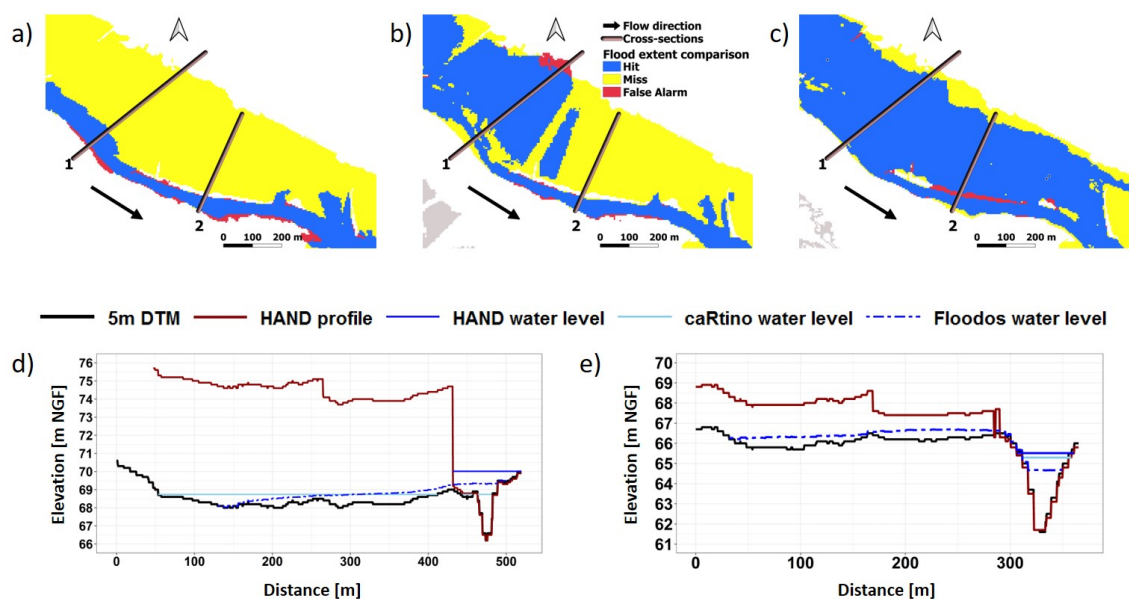 a)
1
2
0 100 200 m
b)
Flow direction
Cross-sections
Flood extent comparison
Hit
Miss
False Alarm
1
2
0 100 200 m
c)
1
2
0 100 200 m
5m DTM HAND profile HAND water level caRtino water level Floodos water level
d)
Elevation [m NGF]
76
75
74
73
72
71
70
69
68
67
66
0 100 200 300 400 500
Distance [m]
e)
Elevation [m NGF]
70
69
68
67
66
65
64
63
62
61
0 100 200 300
Distance [m]